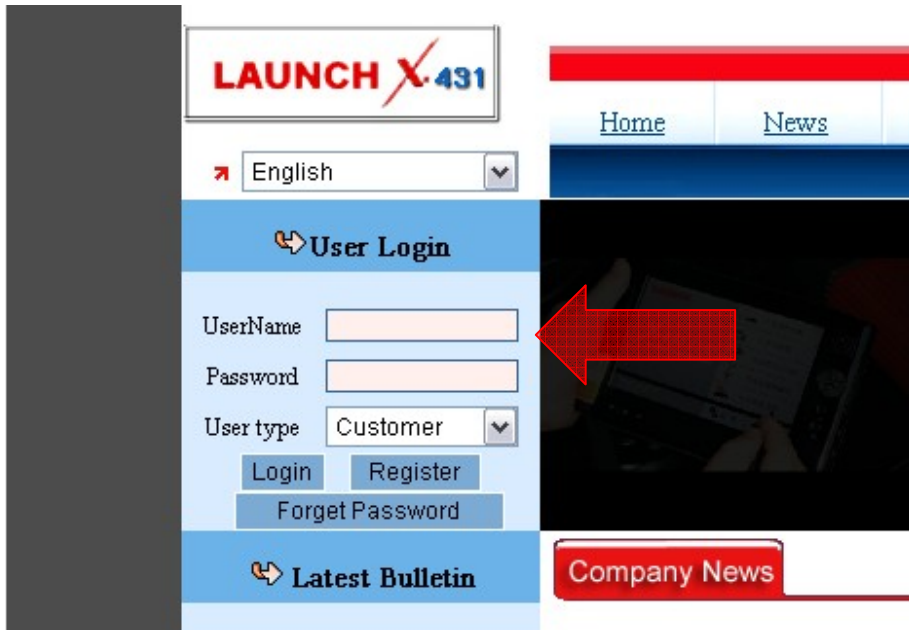 LAUNCH X-431
Home
News
English
User Login
UserName
Password
User type
Customer
Login
Register
Forget Password
Latest Bulletin
Company News